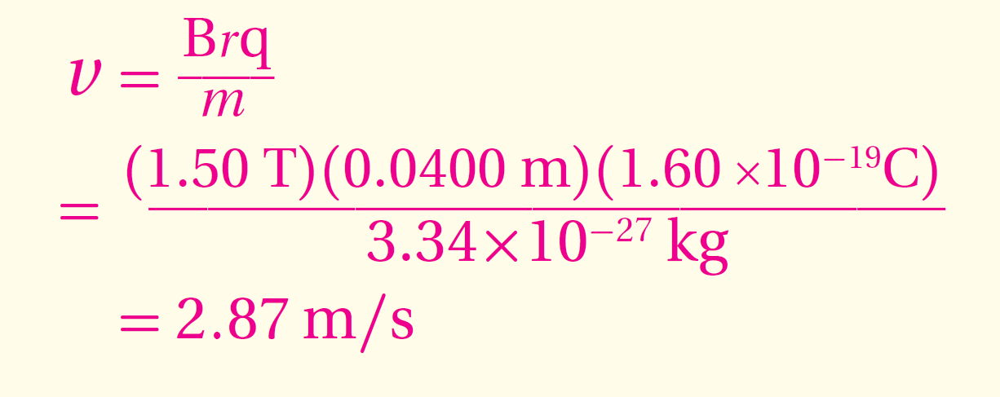 v = Brq/m
= (1.50 T)(0.0400 m)(1.60 ×10⁻¹⁹C)/3.34×10⁻²⁷ kg
= 2.87 m/s